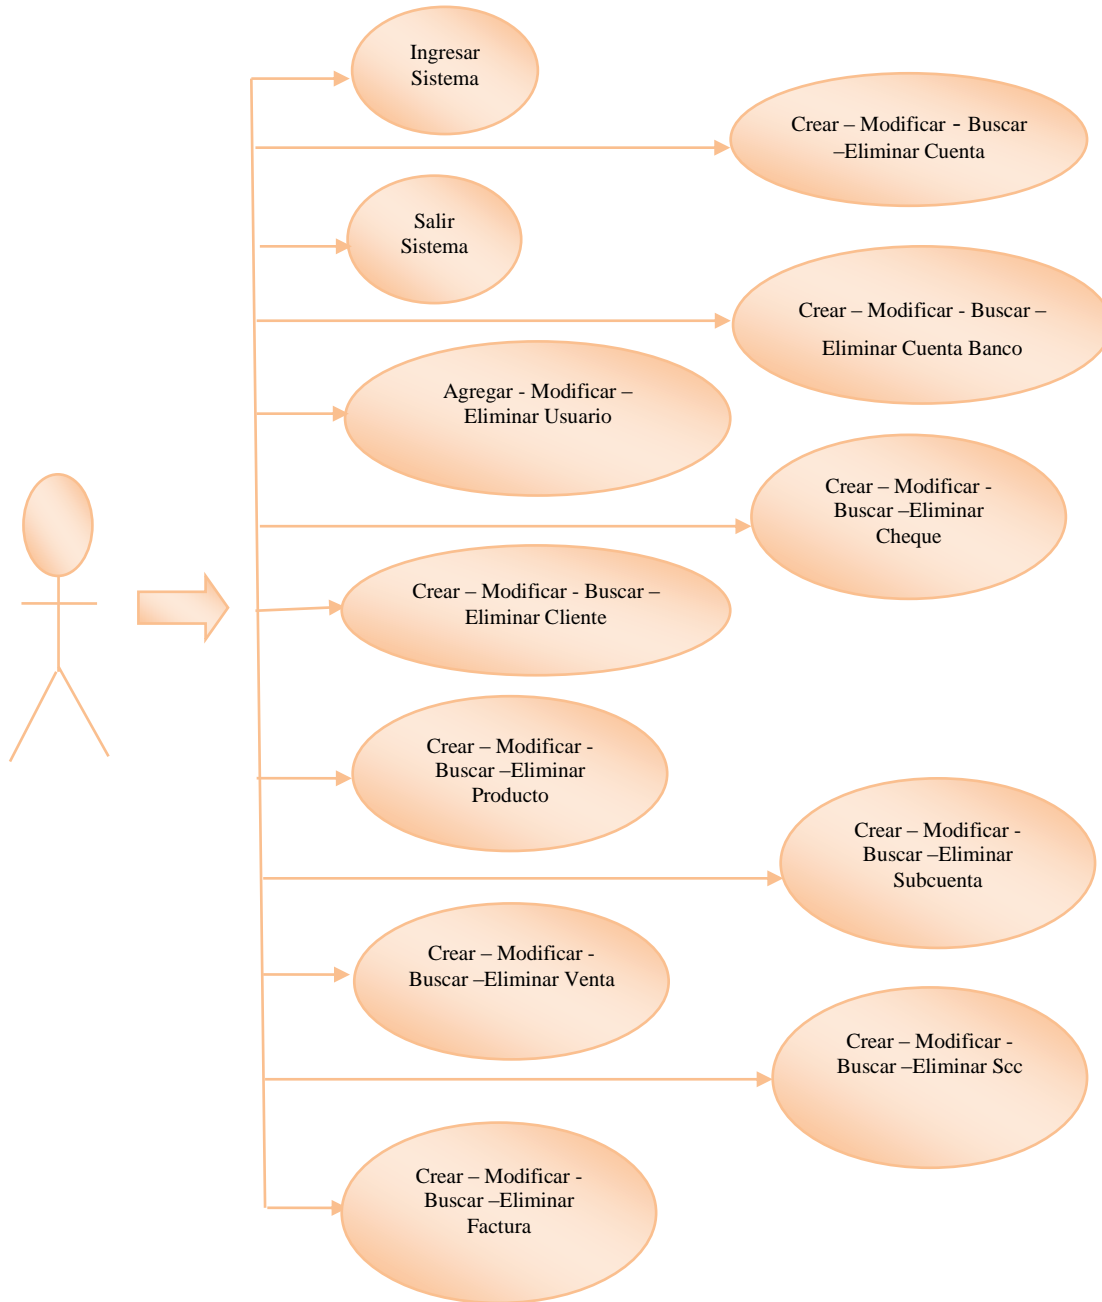 Ingresar
Sistema
Crear – Modificar - Buscar
–Eliminar Cuenta
Salir
Sistema
Crear – Modificar - Buscar –
Eliminar Cuenta Banco
Agregar - Modificar –
Eliminar Usuario
Crear – Modificar -
Buscar –Eliminar
Cheque
Crear – Modificar - Buscar –
Eliminar Cliente
Crear – Modificar -
Buscar –Eliminar
Producto
Crear – Modificar -
Buscar –Eliminar
Subcuenta
Crear – Modificar -
Buscar –Eliminar Venta
Crear – Modificar -
Buscar –Eliminar Scc
Crear – Modificar -
Buscar –Eliminar
Factura